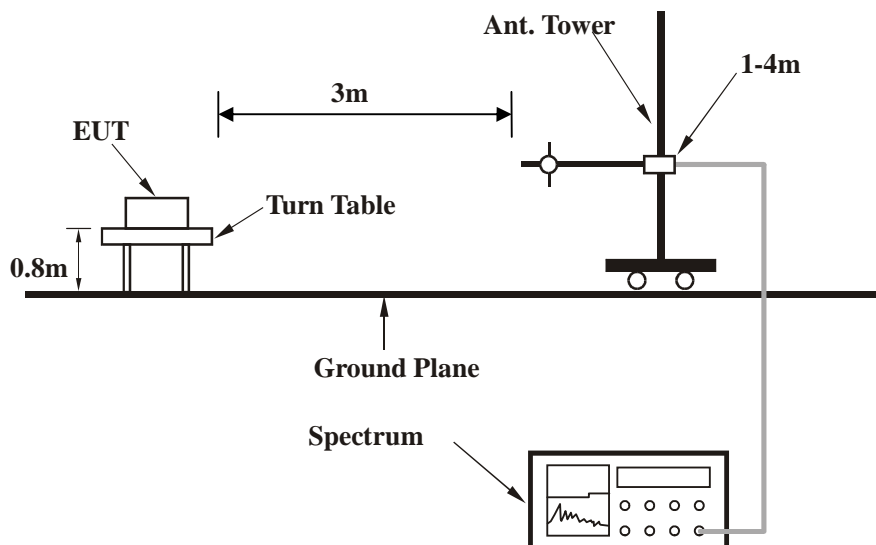 Ant. Tower
1-4m
3m
EUT
Turn Table
0.8m
Ground Plane
Spectrum